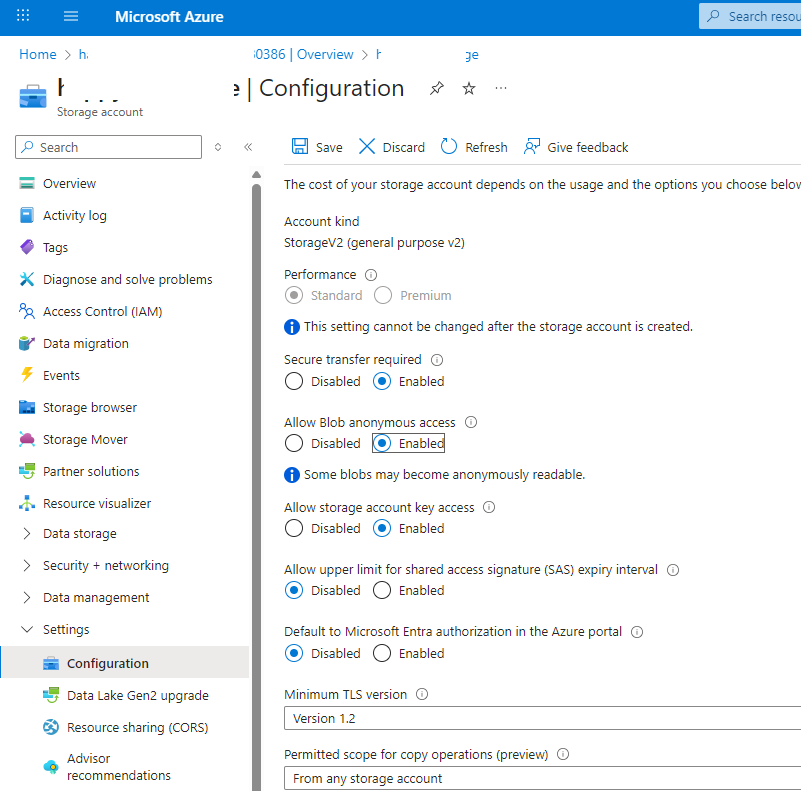 Microsoft Azure
Search resou
Home > 0386 | Overview > ge
e | Configuration
Storage account
Search
Save Discard Refresh Give feedback
Overview
Activity log
Tags
Diagnose and solve problems
Access Control (IAM)
Data migration
Events
Storage browser
Storage Mover
Partner solutions
Resource visualizer
Data storage
Security + networking
Data management
Settings
Configuration
Data Lake Gen2 upgrade
Resource sharing (CORS)
Advisor
recommendations
The cost of your storage account depends on the usage and the options you choose below
Account kind
StorageV2 (general purpose v2)
Performance
Standard Premium
This setting cannot be changed after the storage account is created.
Secure transfer required
Disabled Enabled
Allow Blob anonymous access
Disabled Enabled
Some blobs may become anonymously readable.
Allow storage account key access
Disabled Enabled
Allow upper limit for shared access signature (SAS) expiry interval
Disabled Enabled
Default to Microsoft Entra authorization in the Azure portal
Disabled Enabled
Minimum TLS version
Version 1.2
Permitted scope for copy operations (preview)
From any storage account